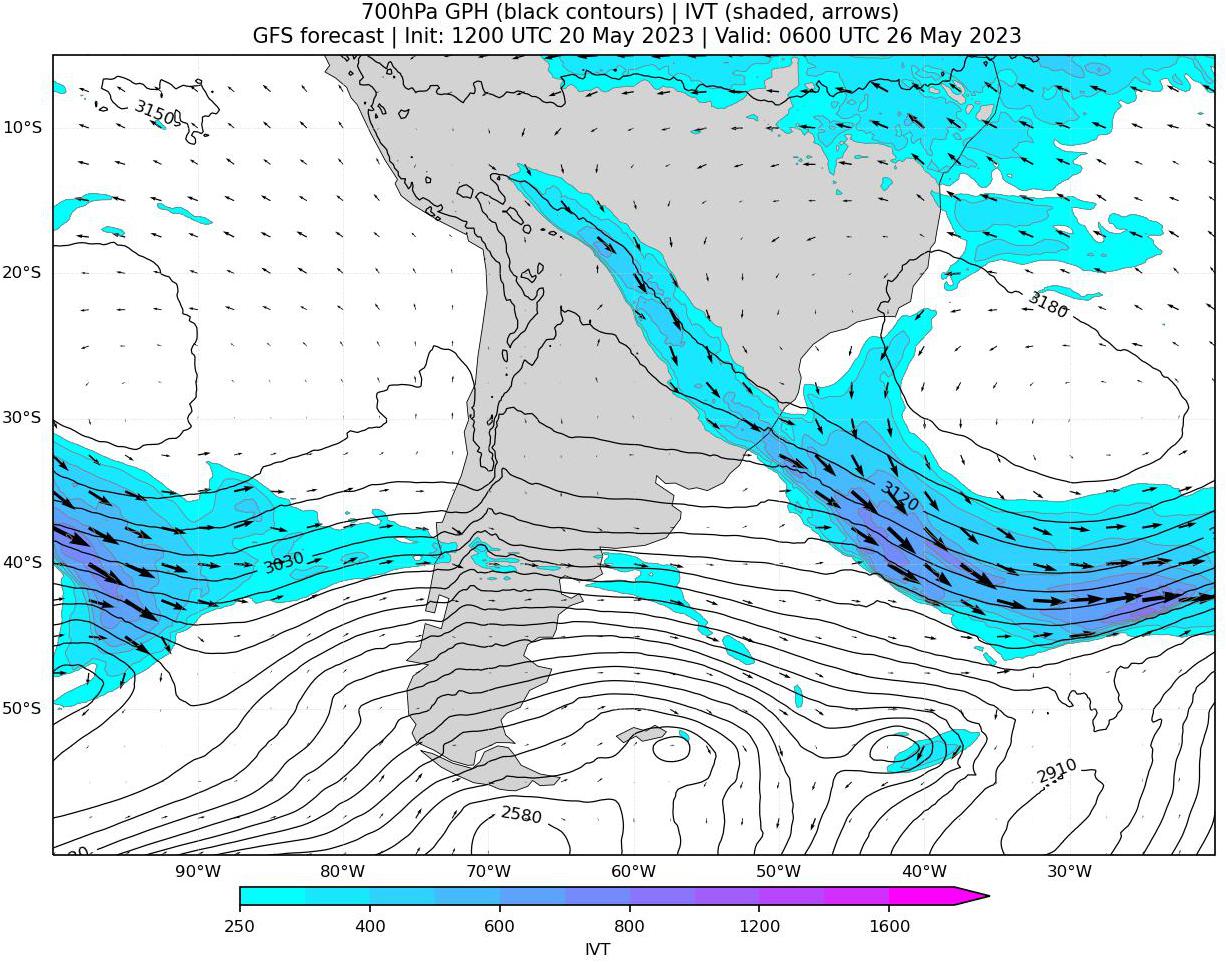 700hPa GPH (black contours) | IVT (shaded, arrows)
GFS forecast | Init: 1200 UTC 20 May 2023 | Valid: 0600 UTC 26 May 2023
3150
10°S
20°S
3180
30°S
3120
3030
40°S
50°S
2910
2580
90°W 80°W 70°W 60°W 50°W 40°W 30°W
250 400 600 800 1200 1600
IVT